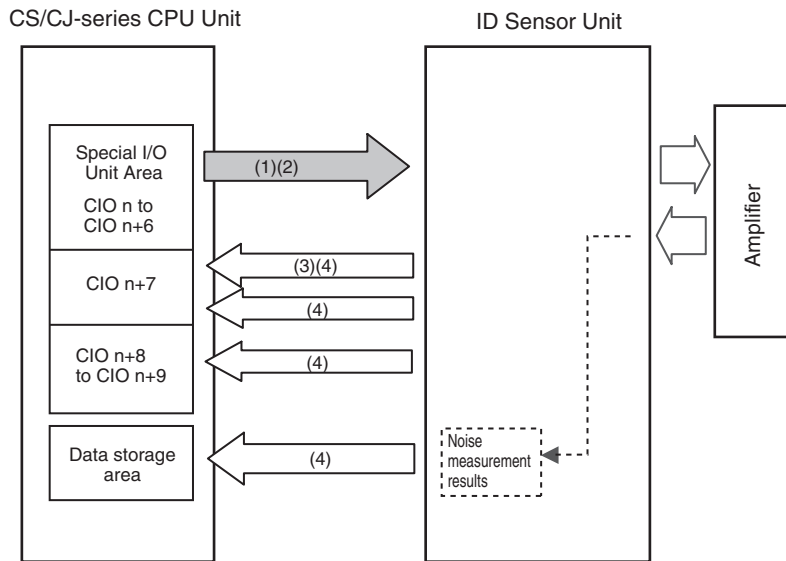 CS/CJ-series CPU Unit
ID Sensor Unit
Special I/O
Unit Area
CIO n to
CIO n+6
(1)(2)
CIO n+7
(3)(4)
(4)
CIO n+8
to CIO n+9
(4)
Data storage
area
(4)
Noise
measurement
results
Amplifier